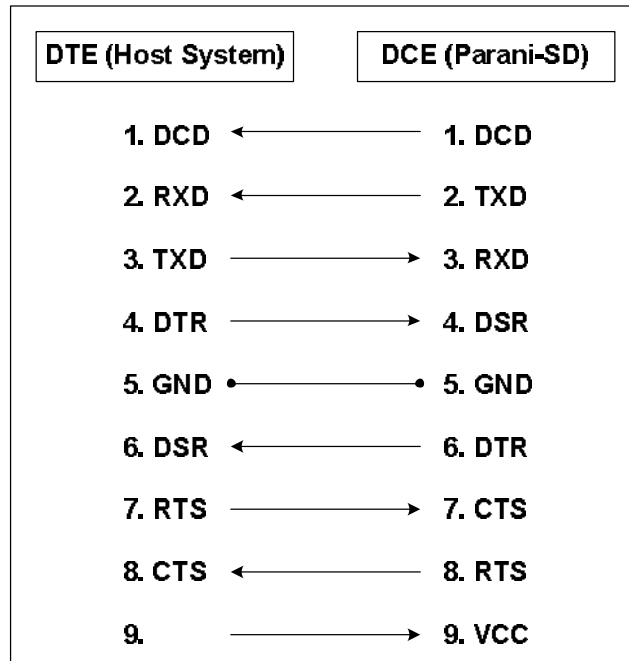 DTE (Host System) DCE (Parani-SD)
1. DCD 1. DCD
2. RXD 2. TXD
3. TXD 3. RXD
4. DTR 4. DSR
5. GND 5. GND
6. DSR 6. DTR
7. RTS 7. CTS
8. CTS 8. RTS
9. 9. VCC